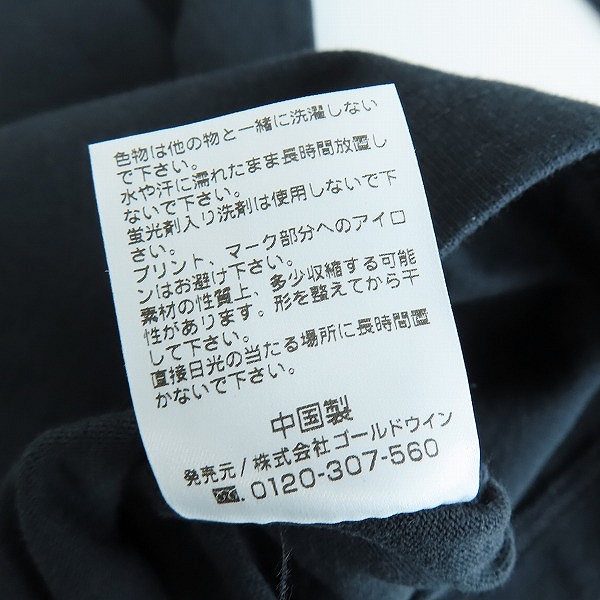 色物は他の物と一緒に洗濯しない
で下さい。
水や汗に濡れたまま長時間放置し
ないで下さい。
蛍光剤入り洗剤は使用しないで下
さい。
プリント、マーク部分へのアイロ
ンはお避け下さい。
素材の性質上、多少収縮する可能
性があります。形を整えてから干
して下さい。
直接日光の当たる場所に長時間置
かないで下さい。
中国製
発売元/株式会社ゴールドウイン
☎. 0120-307-560